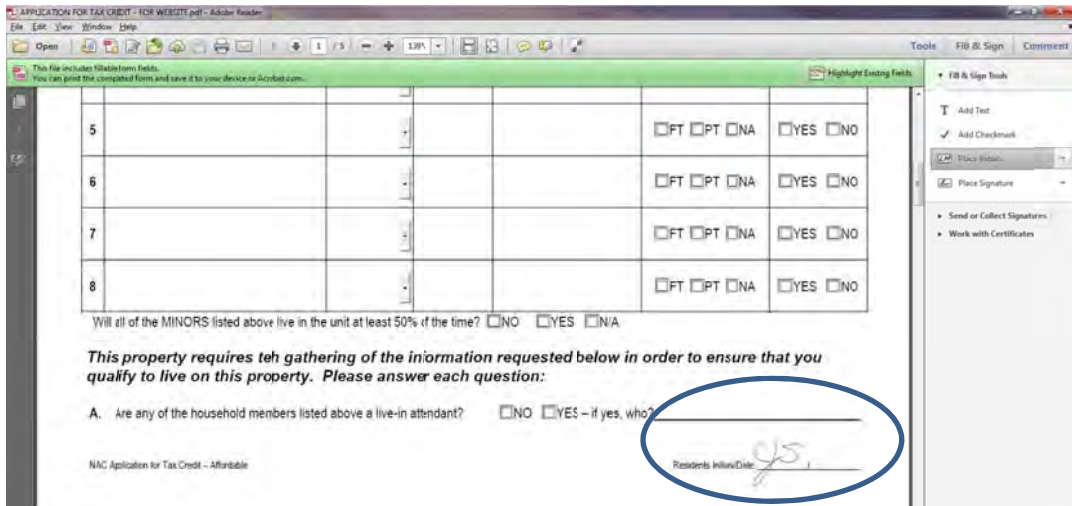 APPLICATION FOR TAX CREDIT - FOR WEBSITE.pdf - Adobe Reader
File Edit View Window Help
Open 1 / 5 Tools Fill & Sign Comment
This file includes fillable form fields.
You can print the completed form and save it to your device or Acrobat.com.
Highlight Existing Fields
Fill & Sign Tools
Add Text
Add Checkmark
Place Initials
Place Signature
Send or Collect Signatures
Work with Certificates
5 FT PT NA YES NO
6 FT PT NA YES NO
7 FT PT NA YES NO
8 FT PT NA YES NO
Will all of the MINORS listed above live in the unit at least 50% of the time? NO YES N/A
This property requires teh gathering of the information requested below in order to ensure that you
qualify to live on this property. Please answer each question:
A. Are any of the household members listed above a live-in attendant? NO YES – if yes, who?
NAC Application for Tax Credit – Affordable
Residents Initials/Date: